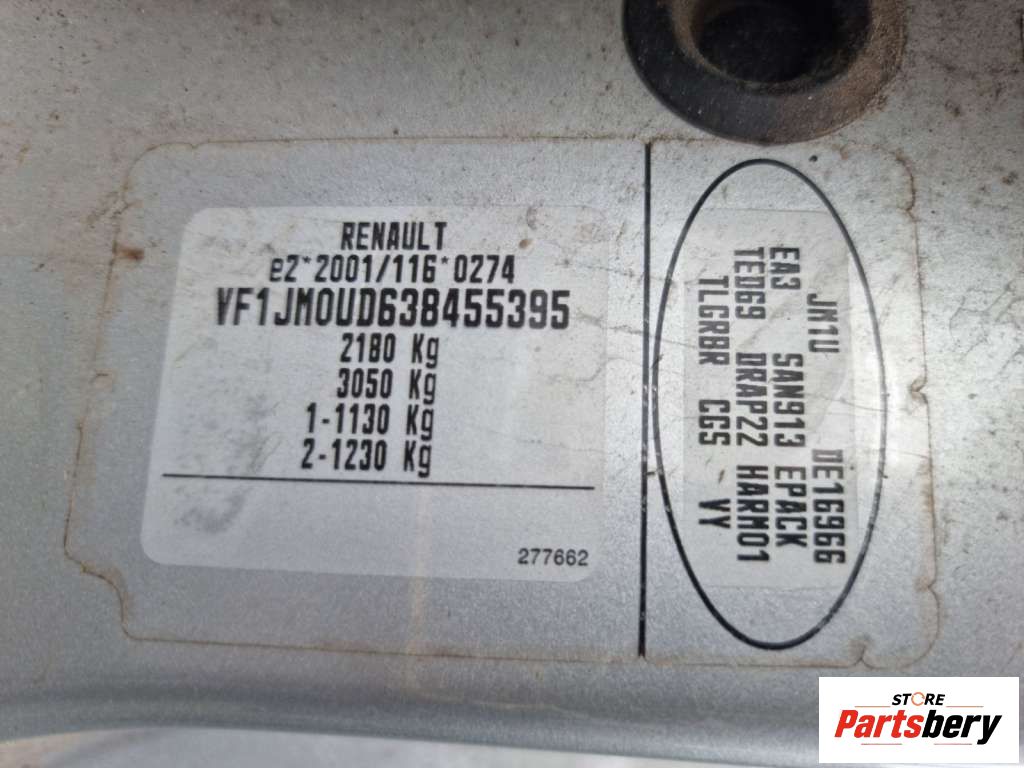 RENAULT
e2*2001/116*0274
VF1JM0UD638455395
2180 Kg
3050 Kg
1-1130 Kg
2-1230 Kg
277662
JM1U DE16966
EA3 SAN913 EPACK
TED69 DRAP22 HARM01
TLGRBR CGS - VY
STORE
Partsbery